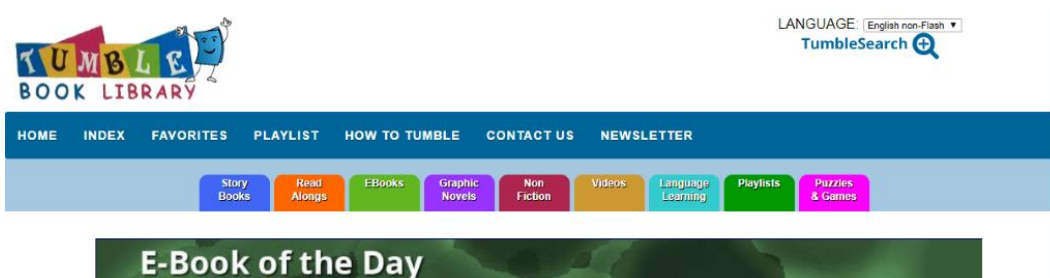 LANGUAGE: English non-Flash
TumbleSearch
TUMBLE
BOOK LIBRARY
HOME INDEX FAVORITES PLAYLIST HOW TO TUMBLE CONTACT US NEWSLETTER
Story Books
Read Alongs
EBooks
Graphic Novels
Non Fiction
Videos
Language Learning
Playlists
Puzzles & Games
E-Book of the Day